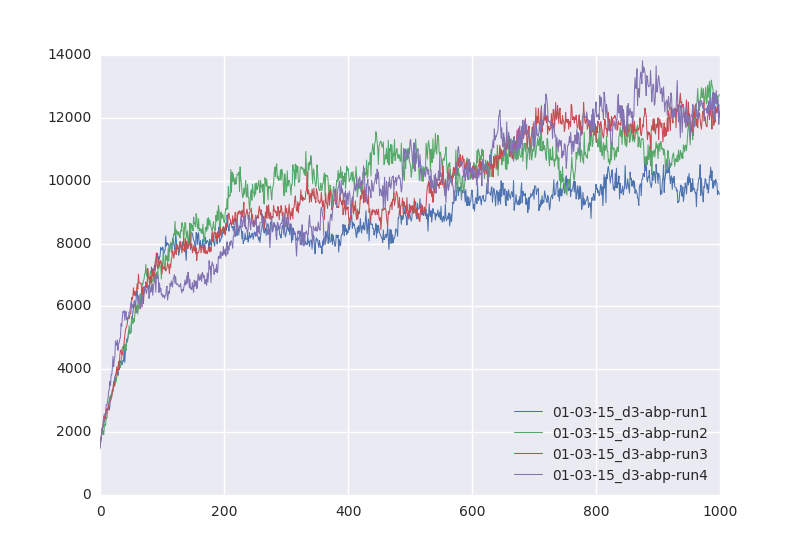 14000
12000
10000
8000
6000
4000
2000
0
0 200 400 600 800 1000
01-03-15_d3-abp-run1
01-03-15_d3-abp-run2
01-03-15_d3-abp-run3
01-03-15_d3-abp-run4